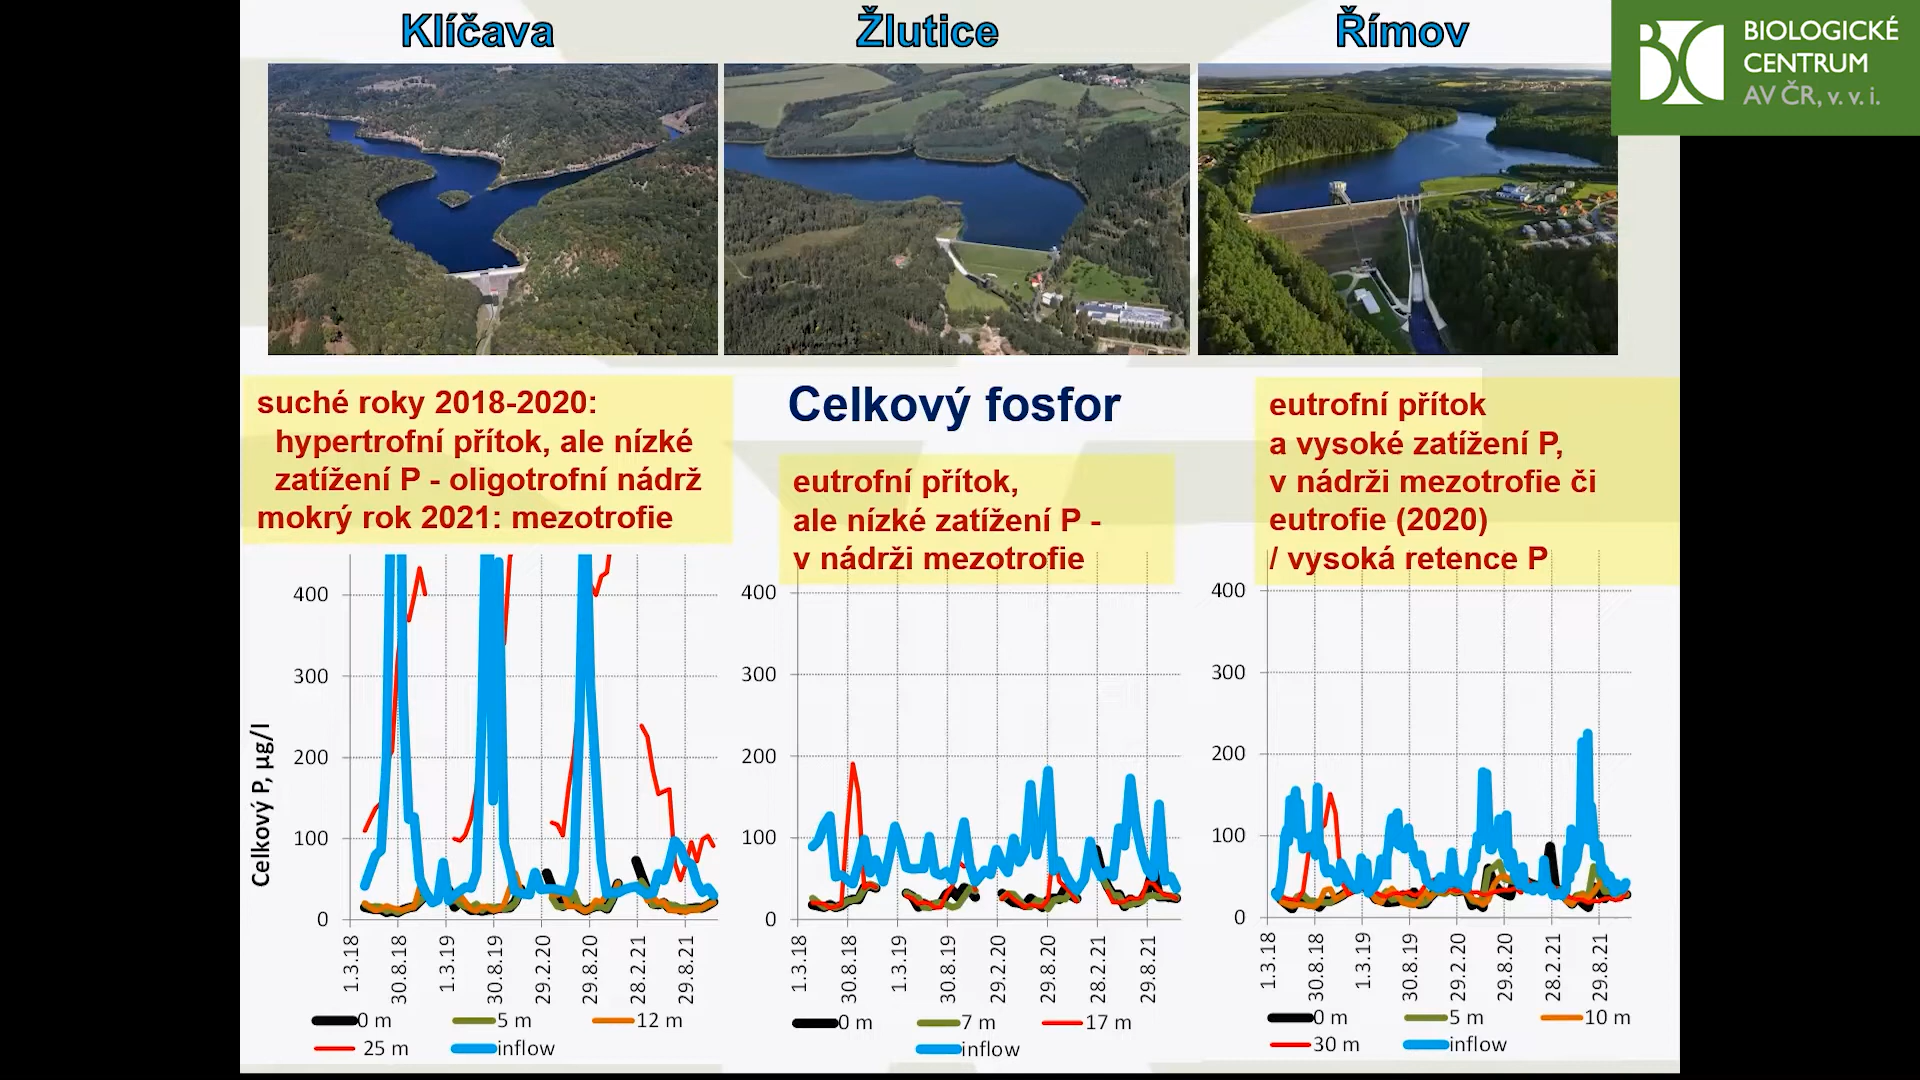 Klíčava
Žlutice
Římov
BIOLOGICKÉ
CENTRUM
AV ČR, v. v. i.
suché roky 2018-2020:
hypertrofní přítok, ale nízké
zatížení P - oligotrofní nádrž
mokrý rok 2021: mezotrofie
Celkový fosfor
eutrofní přítok,
ale nízké zatížení P -
v nádrži mezotrofie
eutrofní přítok
a vysoké zatížení P,
v nádrži mezotrofie či
eutrofie (2020)
/ vysoká retence P
Celkový P, µg/l
400
300
200
100
0
1.3.18
30.8.18
1.3.19
30.8.19
29.2.20
29.8.20
28.2.21
29.8.21
0 m
5 m
12 m
25 m
inflow
400
300
200
100
0
1.3.18
30.8.18
1.3.19
30.8.19
29.2.20
29.8.20
28.2.21
29.8.21
0 m
7 m
17 m
inflow
400
300
200
100
0
1.3.18
30.8.18
1.3.19
30.8.19
29.2.20
29.8.20
28.2.21
29.8.21
0 m
5 m
10 m
30 m
inflow